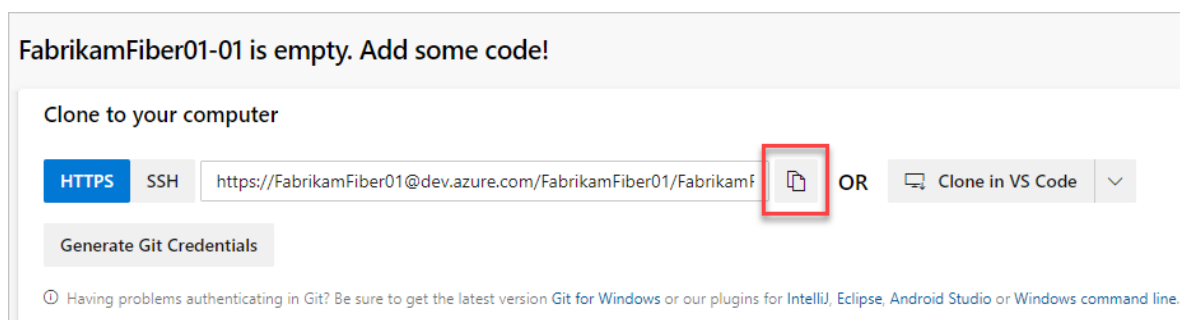 FabrikamFiber01-01 is empty. Add some code!
Clone to your computer
HTTPS SSH https://FabrikamFiber01@dev.azure.com/FabrikamFiber01/FabrikamF OR Clone in VS Code
Generate Git Credentials
Having problems authenticating in Git? Be sure to get the latest version Git for Windows or our plugins for IntelliJ, Eclipse, Android Studio or Windows command line.